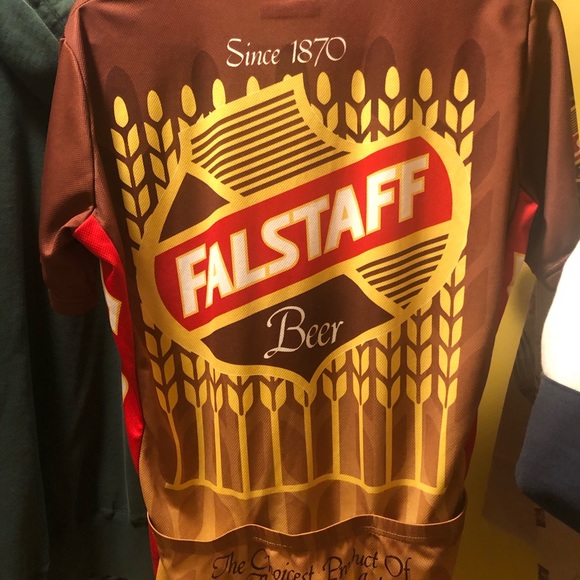 Since 1870
FALSTAFF
Beer
The Choicest Product Of